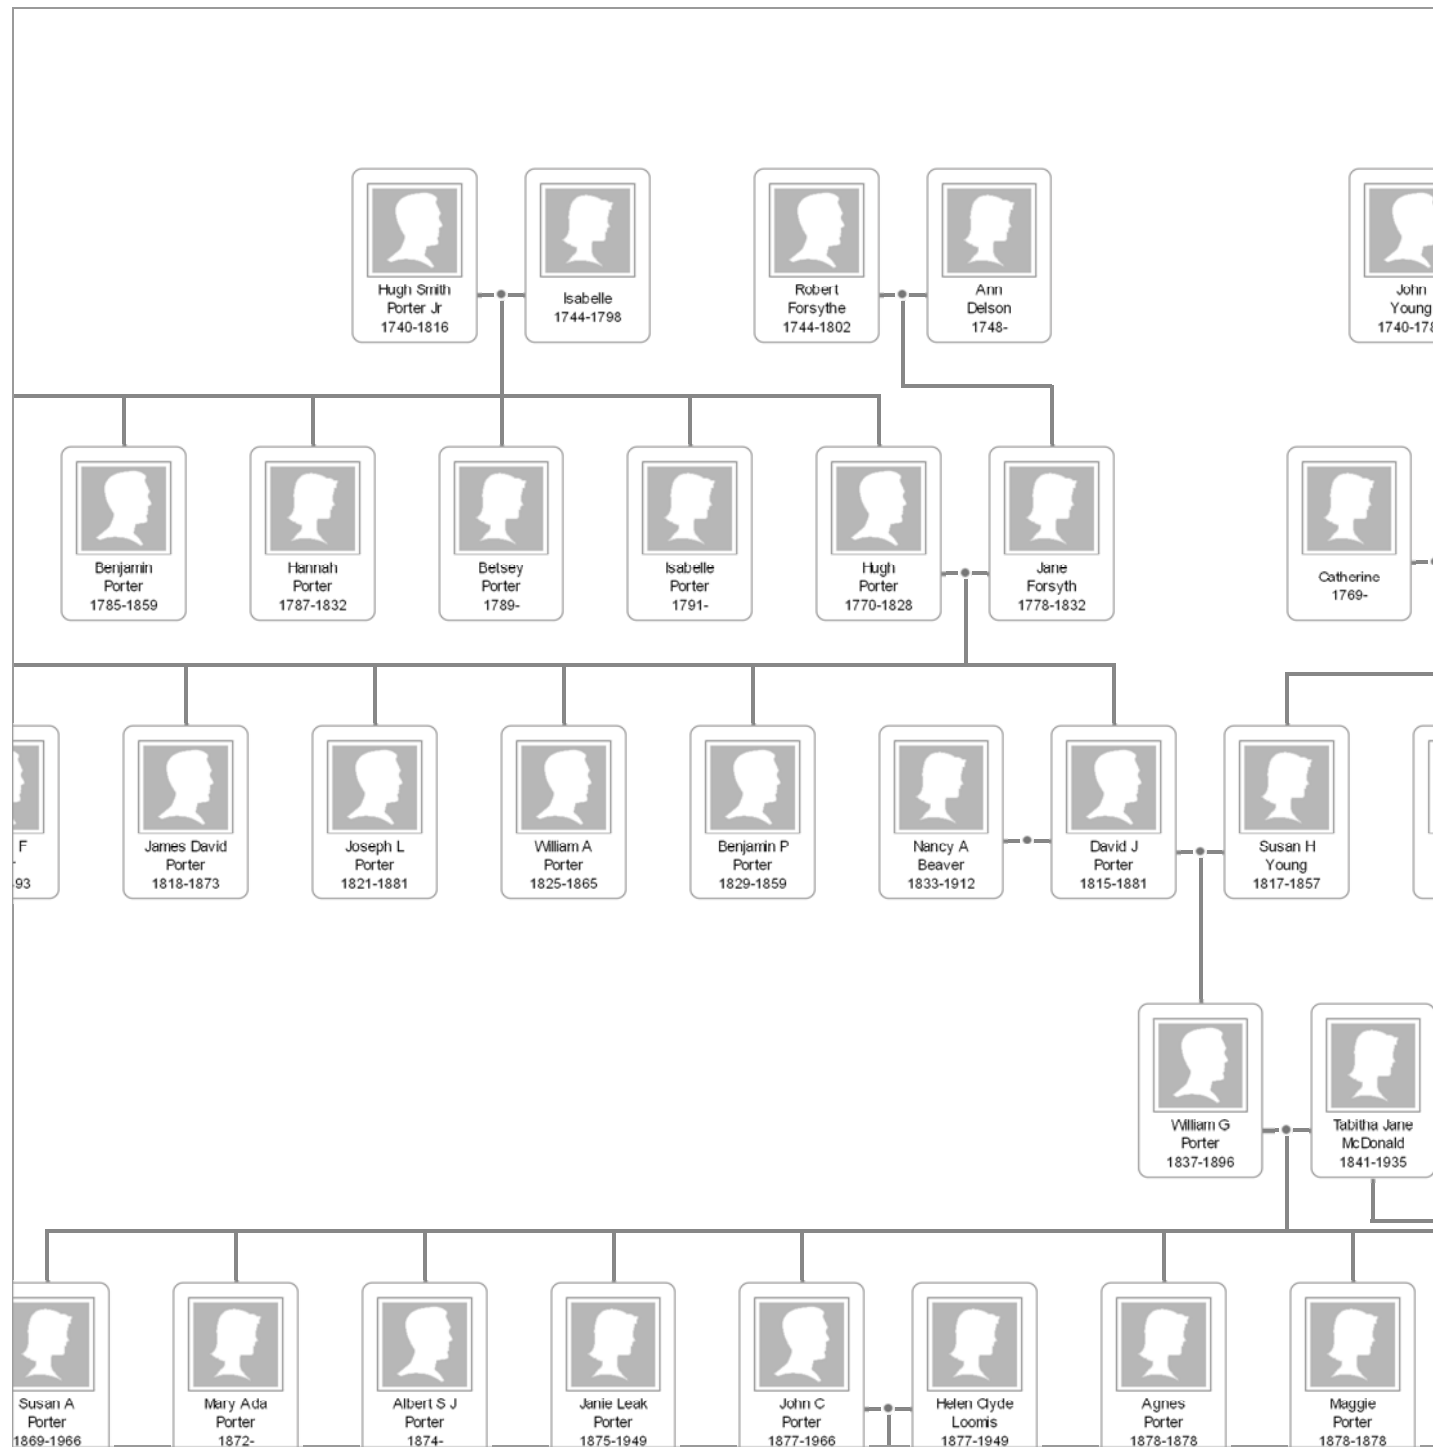 Hugh Smith
Porter Jr
1740-1816
Isabelle
1744-1798
Robert
Forsythe
1744-1802
Ann
Delson
1748-
John
Young
1740-178
Benjamin
Porter
1785-1859
Hannah
Porter
1787-1832
Betsey
Porter
1789-
Isabelle
Porter
1791-
Hugh
Porter
1770-1828
Jane
Forsyth
1778-1832
Catherine
1769-
F
93
James David
Porter
1818-1873
Joseph L
Porter
1821-1881
William A
Porter
1825-1865
Benjamin P
Porter
1829-1859
Nancy A
Beaver
1833-1912
David J
Porter
1815-1881
Susan H
Young
1817-1857
William G
Porter
1837-1896
Tabitha Jane
McDonald
1841-1935
Susan A
Porter
1869-1966
Mary Ada
Porter
1872-
Albert S J
Porter
1874-
Janie Leak
Porter
1875-1949
John C
Porter
1877-1966
Helen Clyde
Loomis
1877-1949
Agnes
Porter
1878-1878
Maggie
Porter
1878-1878